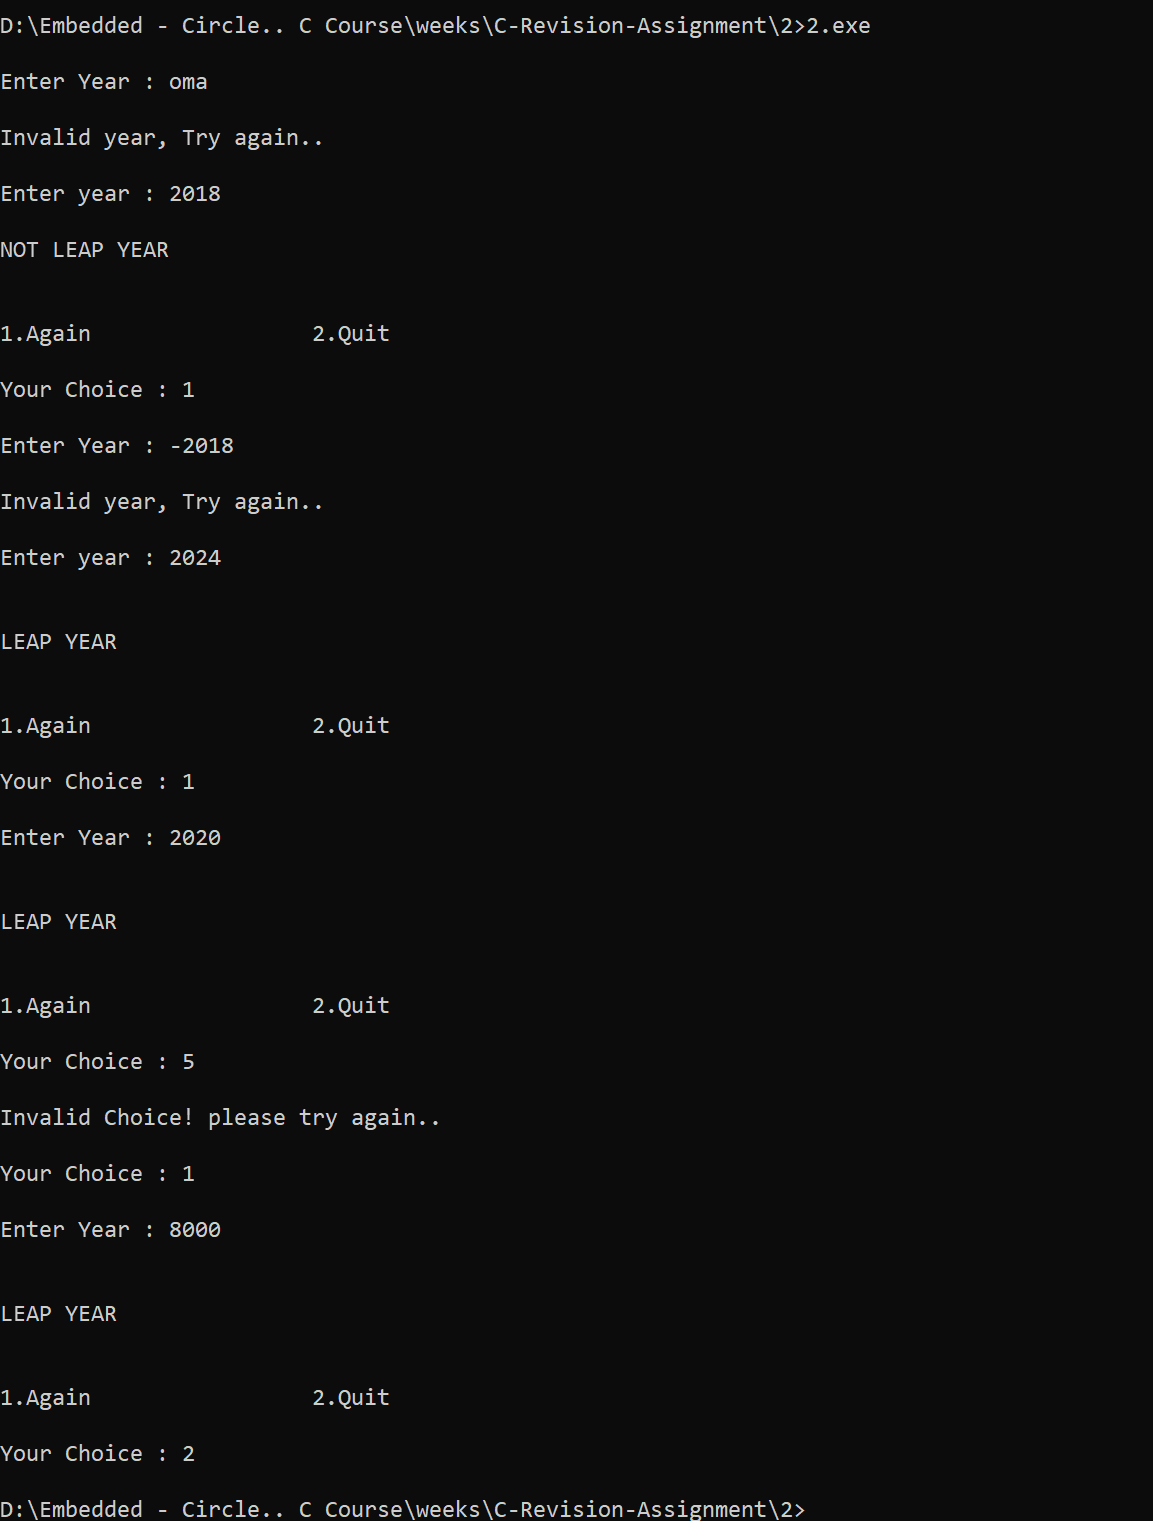 D:\Embedded - Circle.. C Course\weeks\C-Revision-Assignment\2>2.exe
Enter Year : oma
Invalid year, Try again..
Enter year : 2018
NOT LEAP YEAR
1.Again                 2.Quit
Your Choice : 1
Enter Year : -2018
Invalid year, Try again..
Enter year : 2024
LEAP YEAR
1.Again                 2.Quit
Your Choice : 1
Enter Year : 2020
LEAP YEAR
1.Again                 2.Quit
Your Choice : 5
Invalid Choice! please try again..
Your Choice : 1
Enter Year : 8000
LEAP YEAR
1.Again                 2.Quit
Your Choice : 2
D:\Embedded - Circle.. C Course\weeks\C-Revision-Assignment\2>